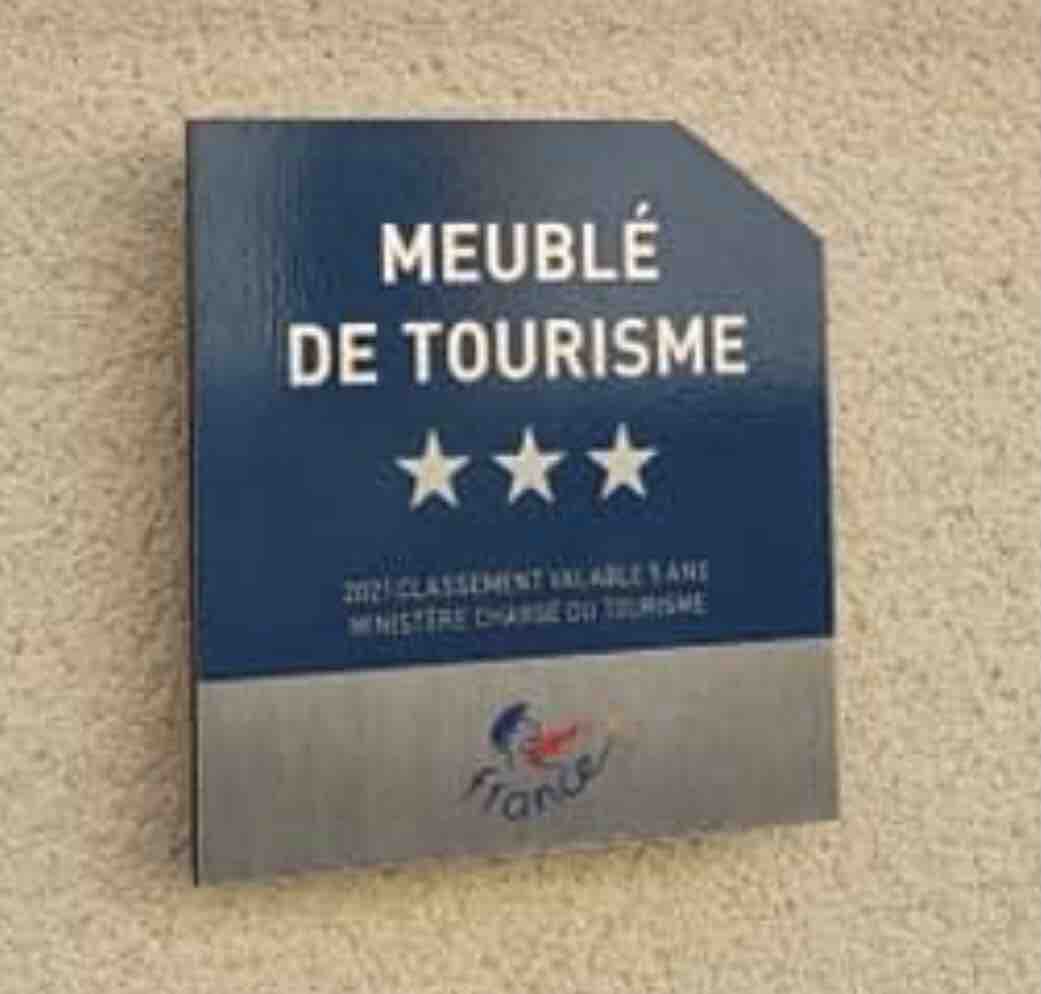 MEUBLÉ
DE TOURISME
2021 CLASSEMENT VALABLE 5 ANS
MINISTÈRE CHARGÉ DU TOURISME
france